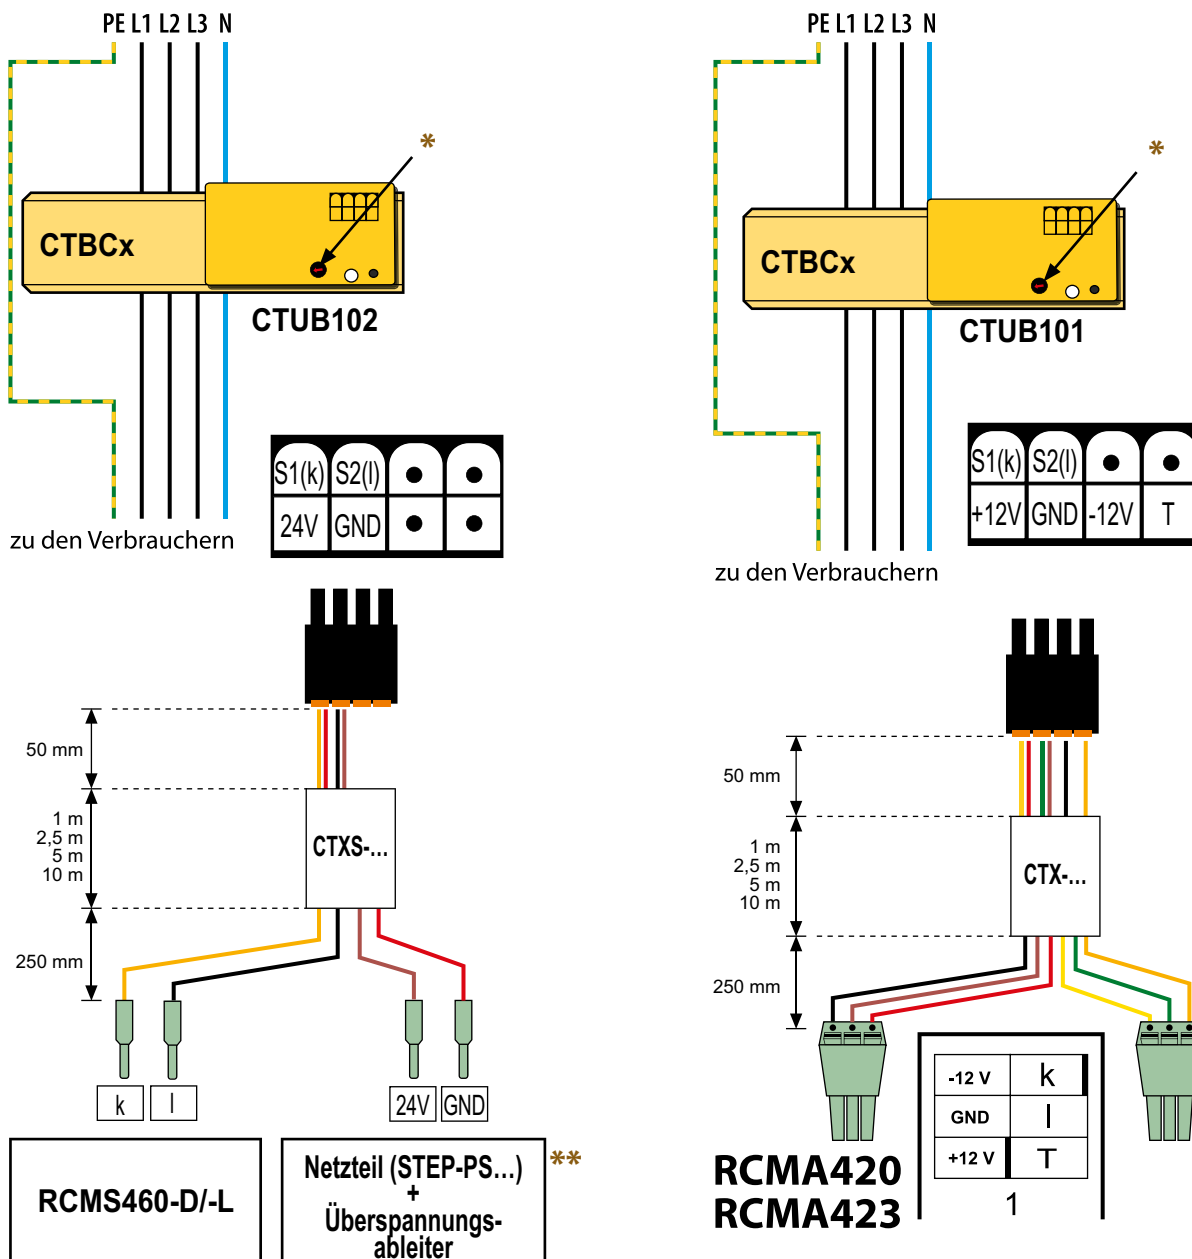 PE L1 L2 L3 N
*
CTBCx
CTUB102
S1(k) S2(l)
24V GND
zu den Verbrauchern
50 mm
1 m
2,5 m
5 m
10 m
CTXS-...
250 mm
k l
24V GND
RCMS460-D/-L
Netzteil (STEP-PS...)
+
Überspannungs-
ableiter
**
PE L1 L2 L3 N
*
CTBCx
CTUB101
S1(k) S2(l)
+12V GND -12V T
zu den Verbrauchern
50 mm
1 m
2,5 m
5 m
10 m
CTX-...
250 mm
-12 V k
GND l
+12 V T
1
RCMA420
RCMA423